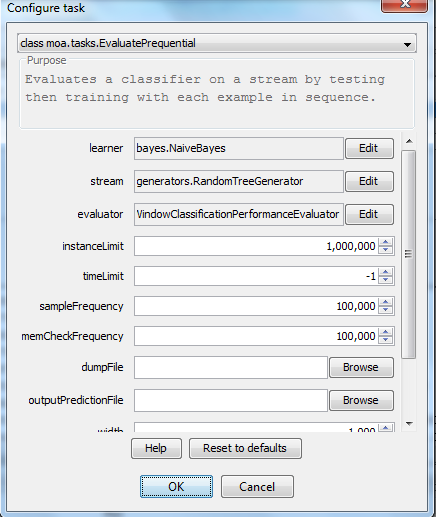 Configure task
class moa.tasks.EvaluatePrequential
Purpose
Evaluates a classifier on a stream by testing
then training with each example in sequence.
learner bayes.NaiveBayes Edit
stream generators.RandomTreeGenerator Edit
evaluator WindowClassificationPerformanceEvaluator Edit
instanceLimit 1,000,000
timeLimit -1
sampleFrequency 100,000
memCheckFrequency 100,000
dumpFile Browse
outputPredictionFile Browse
width 1,000
Help Reset to defaults
OK Cancel